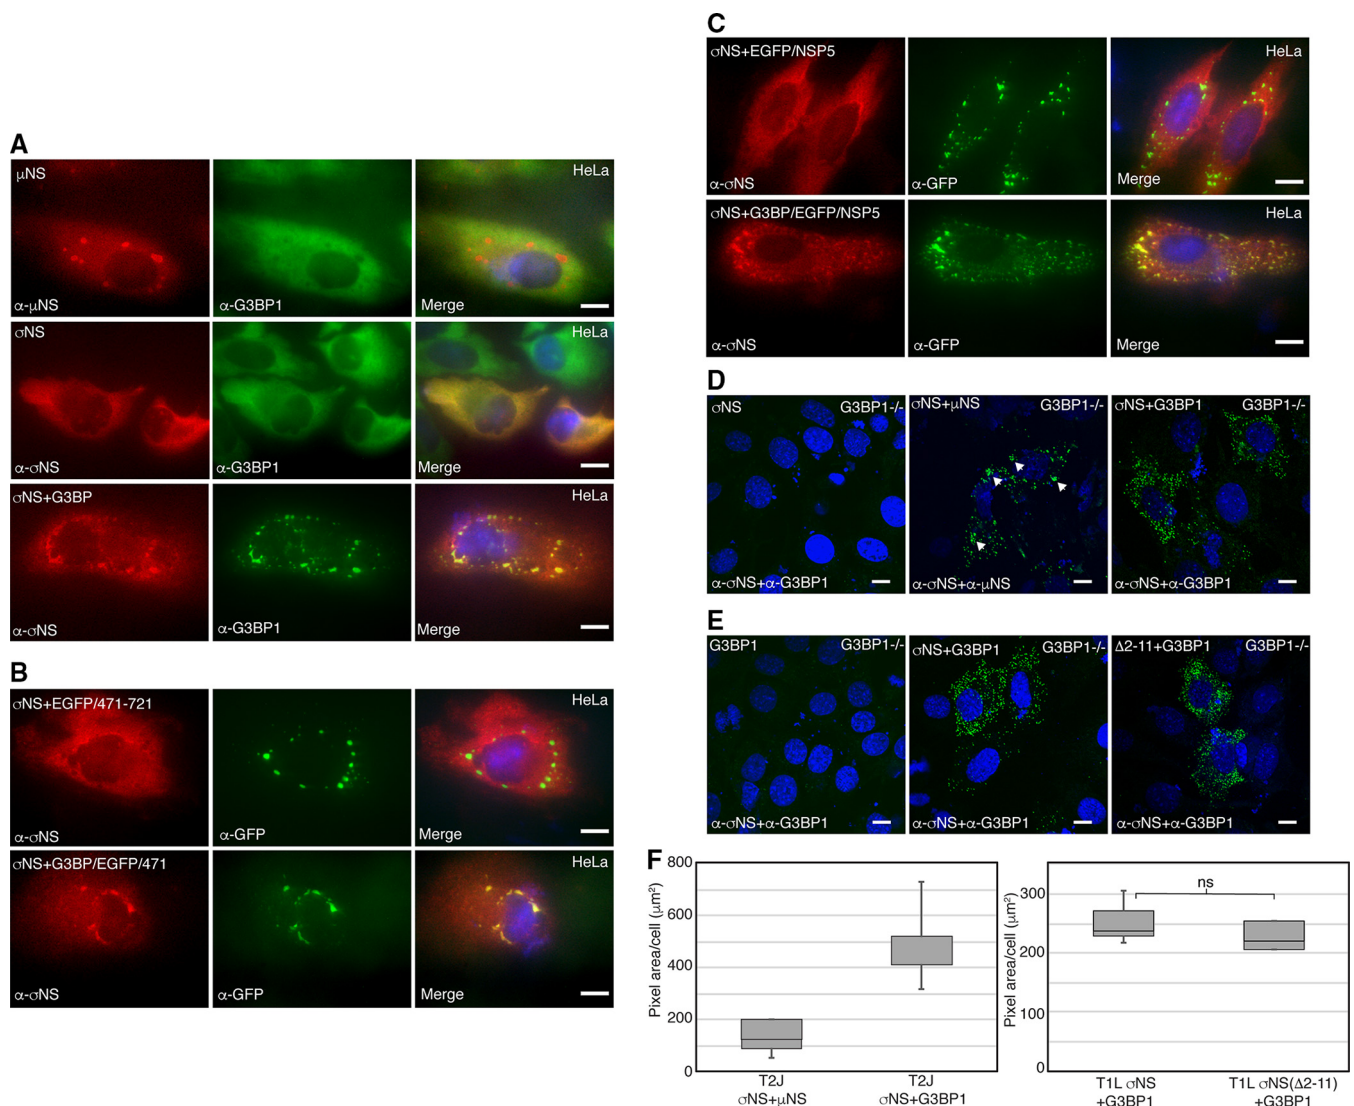 A
μNS
HeLa
α-μNS
α-G3BP1
Merge
σNS
HeLa
α-σNS
α-G3BP1
Merge
σNS+G3BP
HeLa
α-σNS
α-G3BP1
Merge
B
σNS+EGFP/471-721
HeLa
α-σNS
α-GFP
Merge
σNS+G3BP/EGFP/471
HeLa
α-σNS
α-GFP
Merge
C
σNS+EGFP/NSP5
HeLa
α-σNS
α-GFP
Merge
σNS+G3BP/EGFP/NSP5
HeLa
α-σNS
α-GFP
Merge
D
σNS
G3BP1-/-
σNS+μNS
G3BP1-/-
σNS+G3BP1
G3BP1-/-
α-σNS+α-G3BP1
α-σNS+α-μNS
α-σNS+α-G3BP1
E
G3BP1
G3BP1-/-
σNS+G3BP1
G3BP1-/-
Δ2-11+G3BP1
G3BP1-/-
α-σNS+α-G3BP1
α-σNS+α-G3BP1
α-σNS+α-G3BP1
F
Pixel area/cell (μm²)
800
600
400
200
0
T2J
σNS+μNS
T2J
σNS+G3BP1
Pixel area/cell (μm²)
300
200
100
0
ns
T1L σNS
+G3BP1
T1L σNS(Δ2-11)
+G3BP1